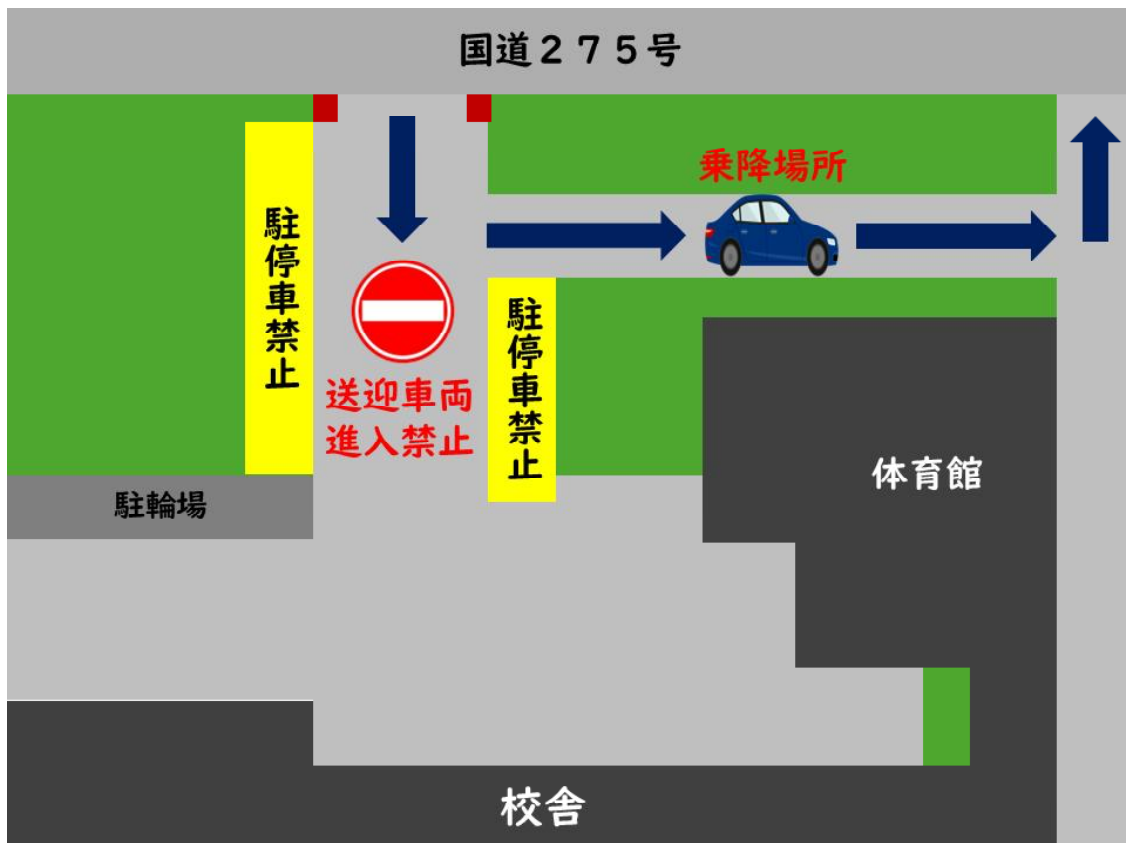 国道２７５号
乗降場所
駐停車禁止
駐停車禁止
送迎車両
進入禁止
体育館
駐輪場
校舎